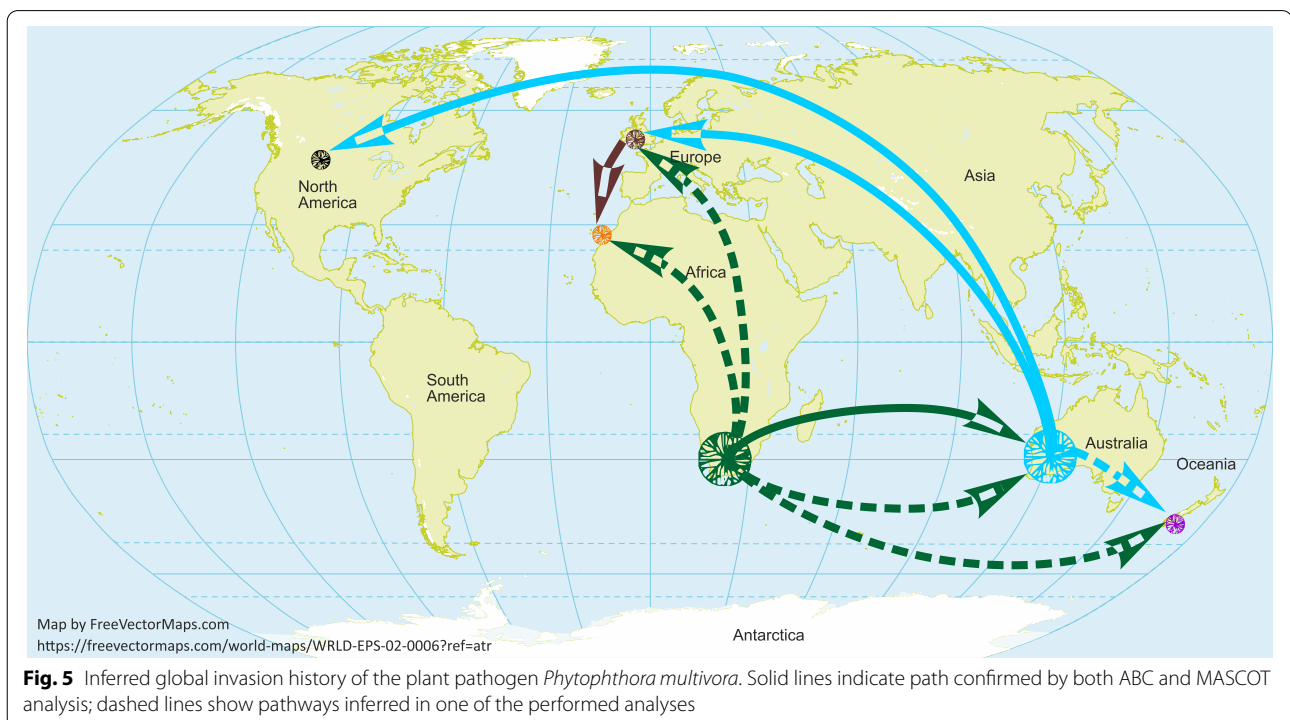 Europe
Asia
North
America
Africa
South
America
Australia
Oceania
Antarctica
Map by FreeVectorMaps.com
https://freevectormaps.com/world-maps/WRLD-EPS-02-0006?ref=atr
Fig. 5 Inferred global invasion history of the plant pathogen Phytophthora multivora. Solid lines indicate path confirmed by both ABC and MASCOT
analysis; dashed lines show pathways inferred in one of the performed analyses